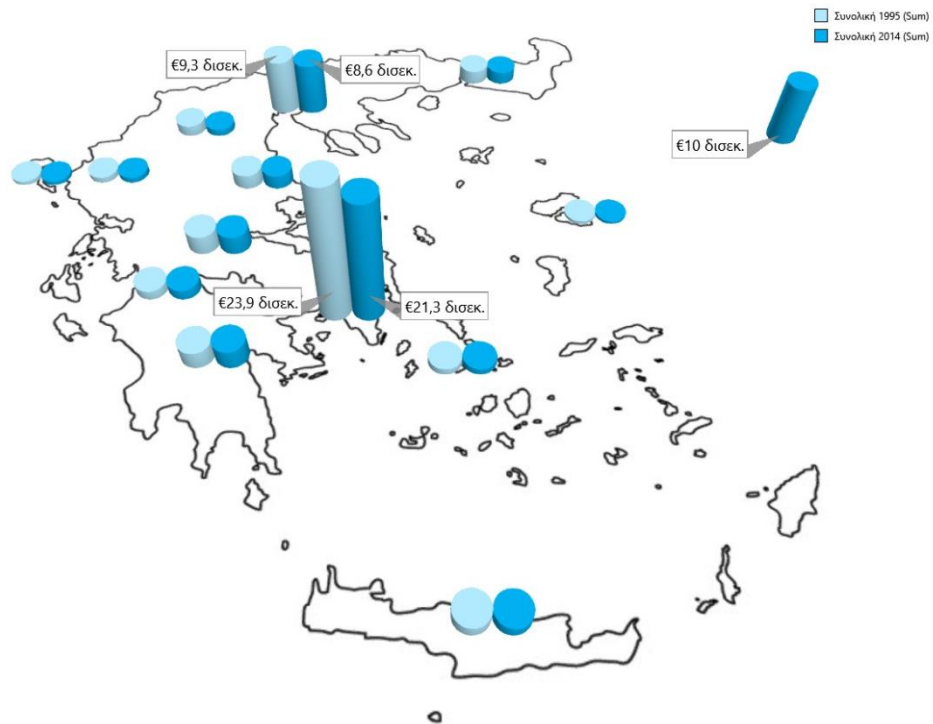 Συνολική 1995 (Sum)
Συνολική 2014 (Sum)
€9,3 δισεκ.
€8,6 δισεκ.
€10 δισεκ.
€23,9 δισεκ.
€21,3 δισεκ.